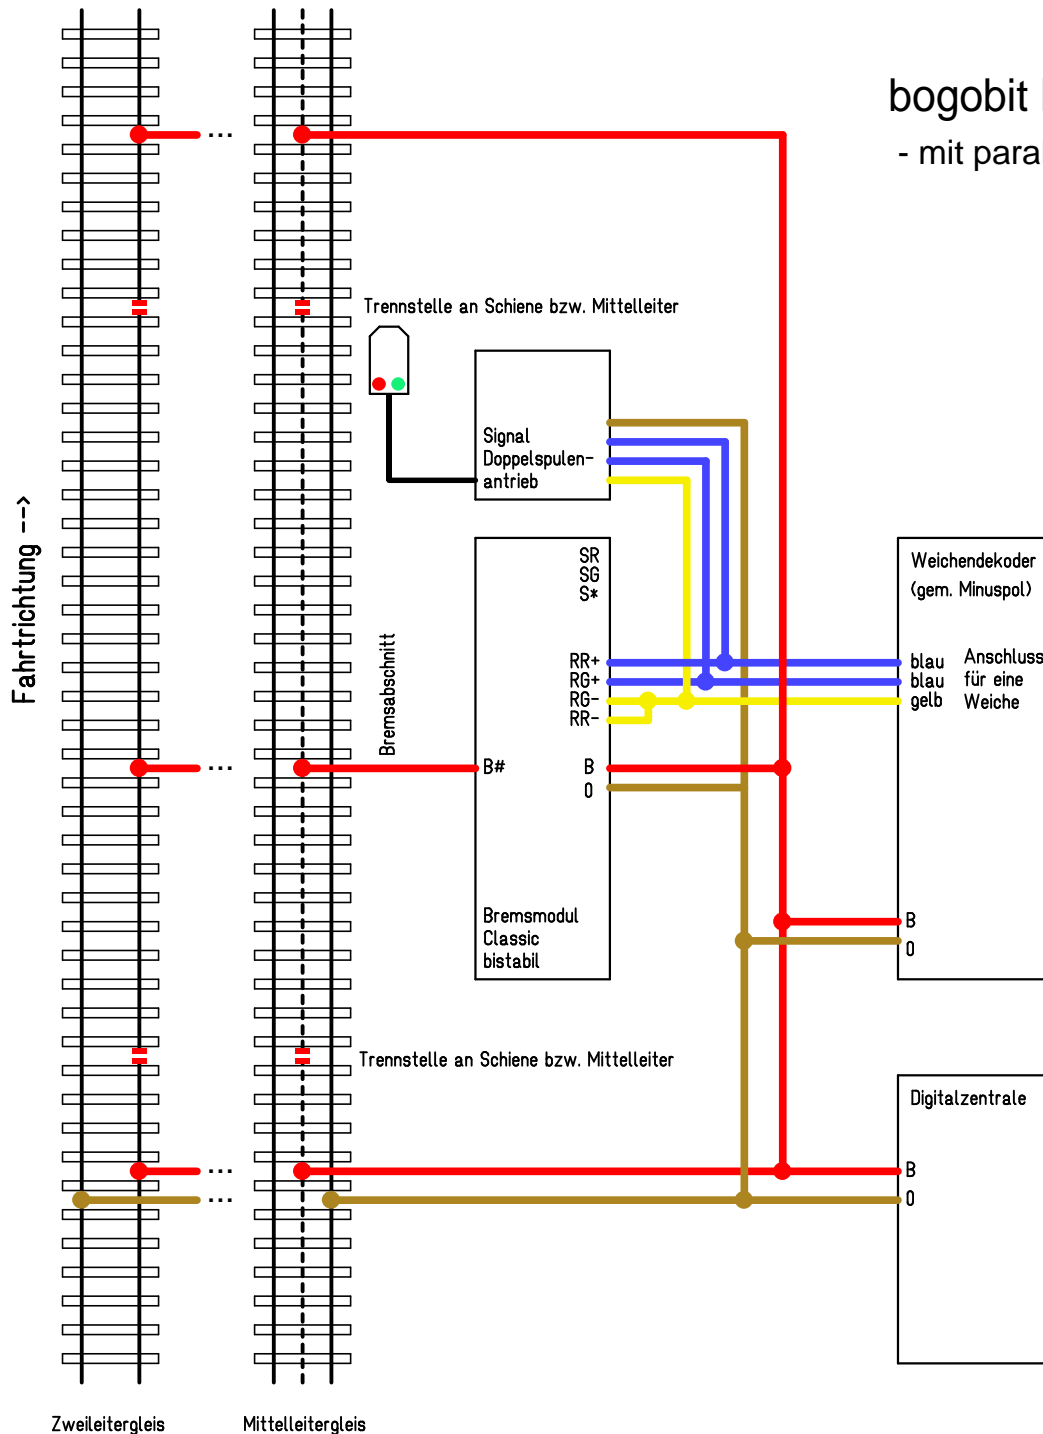 bogobit
- mit
Trennstelle an Schiene bzw. Mittelleiter
Signal
Doppelspulen-
antrieb
Fahrtrichtung -->
SR
SG
S*
RR+
RG+
RG-
RR-
Bremsabschnitt
B#
B
0
Bremsmodul
Classic
bistabil
Weichendekoder
(gem. Minuspol)
blau
blau
gelb
Anschluss
für eine
Weiche
B
0
Trennstelle an Schiene bzw. Mittelleiter
Digitalzentrale
B
0
...
...
...
...
Zweileitergleis
Mittelleitergleis